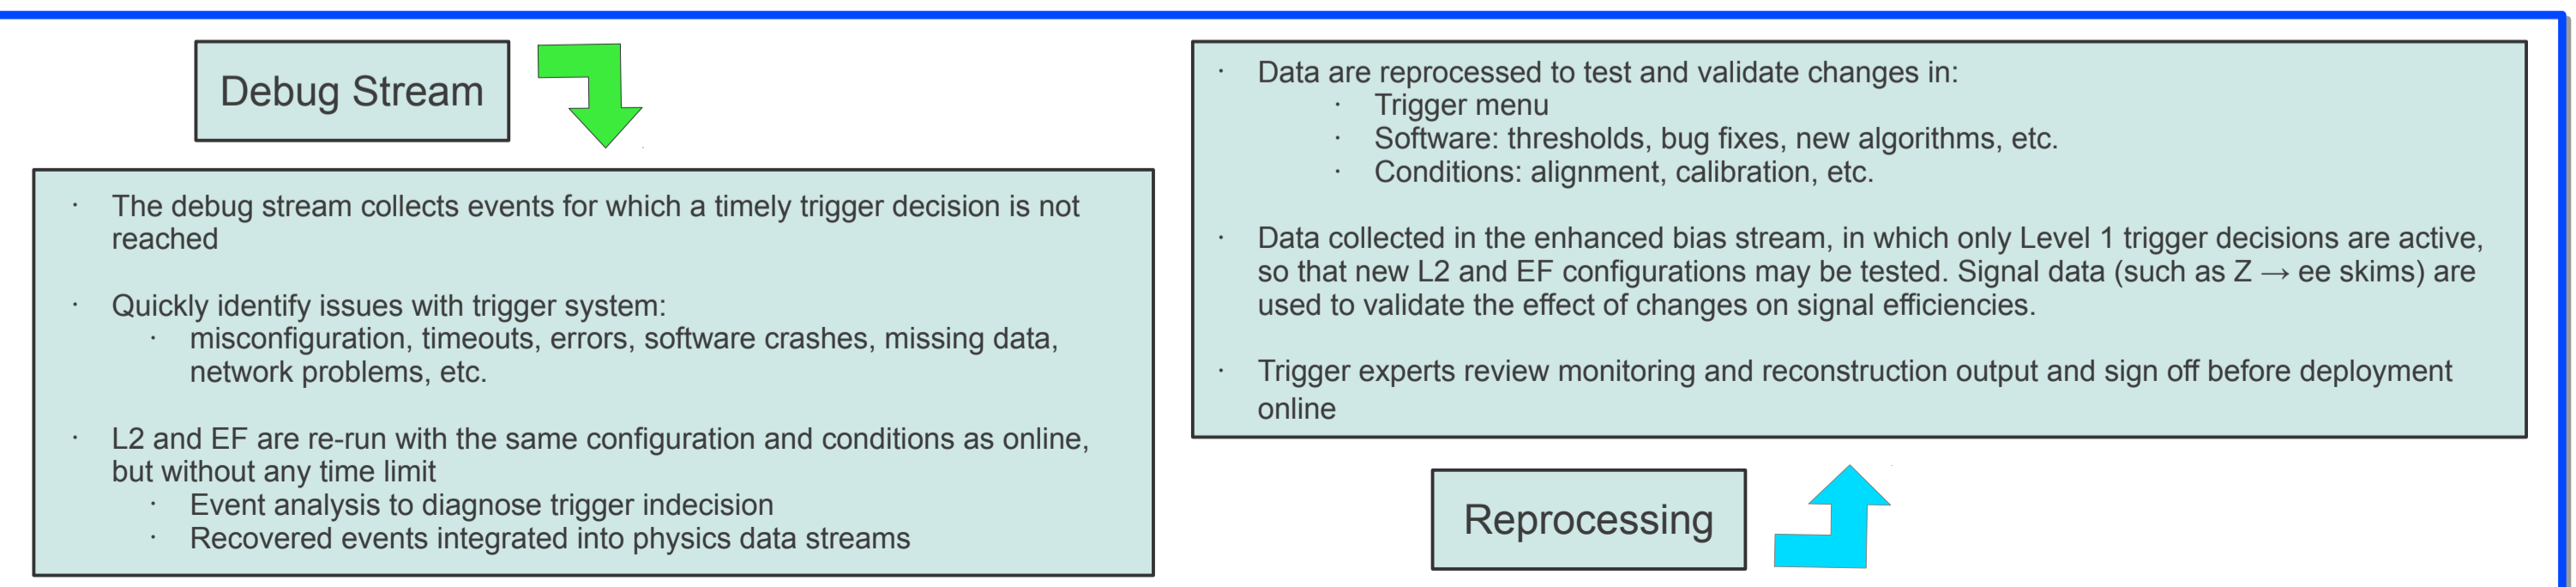 Debug Stream
· The debug stream collects events for which a timely trigger decision is not
reached
· Quickly identify issues with trigger system:
· misconfiguration, timeouts, errors, software crashes, missing data,
network problems, etc.
· L2 and EF are re-run with the same configuration and conditions as online,
but without any time limit
· Event analysis to diagnose trigger indecision
· Recovered events integrated into physics data streams
· Data are reprocessed to test and validate changes in:
· Trigger menu
· Software: thresholds, bug fixes, new algorithms, etc.
· Conditions: alignment, calibration, etc.
· Data collected in the enhanced bias stream, in which only Level 1 trigger decisions are active,
so that new L2 and EF configurations may be tested. Signal data (such as Z → ee skims) are
used to validate the effect of changes on signal efficiencies.
· Trigger experts review monitoring and reconstruction output and sign off before deployment
online
Reprocessing